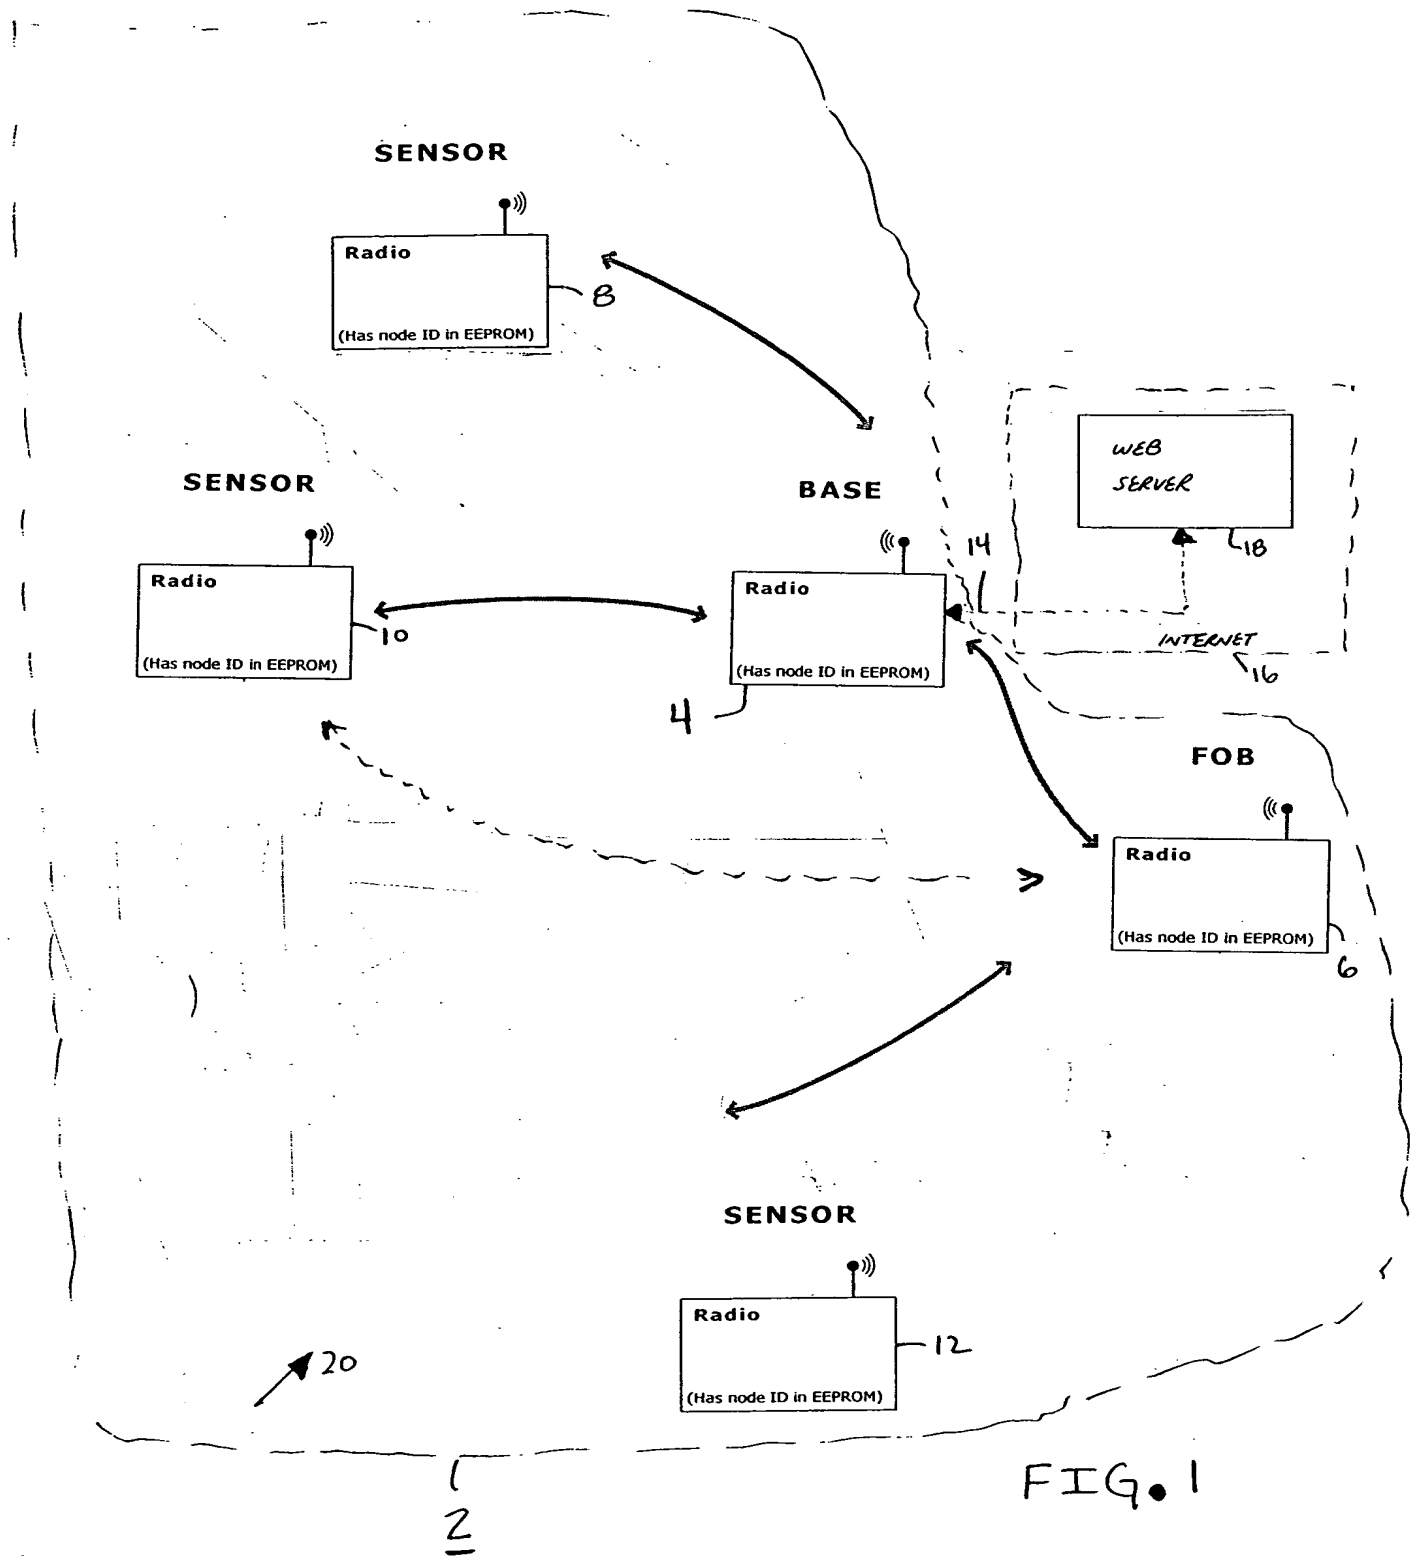 SENSOR
Radio
8
(Has node ID in EEPROM)
WEB
SERVER
18
SENSOR
Radio
10
(Has node ID in EEPROM)
BASE
Radio
(Has node ID in EEPROM)
4
14
INTERNET
16
FOB
Radio
(Has node ID in EEPROM)
6
SENSOR
Radio
12
(Has node ID in EEPROM)
20
2
FIG. 1